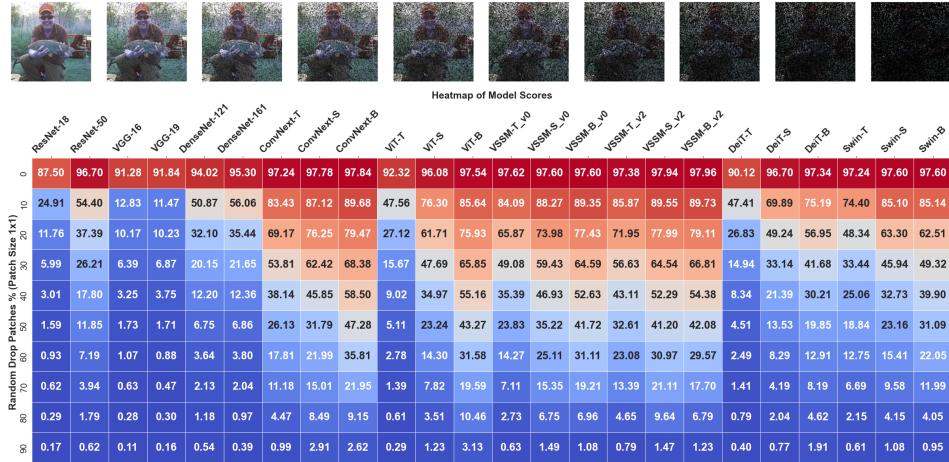 Heatmap of Model Scores
ResNet-18 ResNet-50 VGG-16 VGG-19 DenseNet-121 DenseNet-161 ConvNext-T ConvNext-S ConvNext-B ViT-T ViT-S ViT-B VSSM-T_v0 VSSM-S_v0 VSSM-B_v0 VSSM-T_v2 VSSM-S_v2 VSSM-B_v2 DeiT-T DeiT-S DeiT-B Swin-T Swin-S Swin-B
Random Drop Patches % (Patch Size 1x1)
0 87.50 96.70 91.28 91.84 94.02 95.30 97.24 97.78 97.84 92.32 96.08 97.54 97.62 97.60 97.60 97.38 97.94 97.96 90.12 96.70 97.34 97.24 97.60 97.60
10 24.91 54.40 12.83 11.47 50.87 56.06 83.43 87.12 89.68 47.56 76.30 85.64 84.09 88.27 89.35 85.87 89.55 89.73 47.41 69.89 75.19 74.40 85.10 85.14
20 11.76 37.39 10.17 10.23 32.10 35.44 69.17 76.25 79.47 27.12 61.71 75.93 65.87 73.98 77.43 71.95 77.99 79.11 26.83 49.24 56.95 48.34 63.30 62.51
30 5.99 26.21 6.39 6.87 20.15 21.65 53.81 62.42 68.38 15.67 47.69 65.85 49.08 59.43 64.59 56.63 64.54 66.81 14.94 33.14 41.68 33.44 45.94 49.32
40 3.01 17.80 3.25 3.75 12.20 12.36 38.14 45.85 58.50 9.02 34.97 55.16 35.39 46.93 52.63 43.11 52.29 54.38 8.34 21.39 30.21 25.06 32.73 39.90
50 1.59 11.85 1.73 1.71 6.75 6.86 26.13 31.79 47.28 5.11 23.24 43.27 23.83 35.22 41.72 32.61 41.20 42.08 4.51 13.53 19.85 18.84 23.16 31.09
60 0.93 7.19 1.07 0.88 3.64 3.80 17.81 21.99 35.81 2.78 14.30 31.58 14.27 25.11 31.11 23.08 30.97 29.57 2.49 8.29 12.91 12.75 15.41 22.05
70 0.62 3.94 0.63 0.47 2.13 2.04 11.18 15.01 21.95 1.39 7.82 19.59 7.11 15.35 19.21 13.39 21.11 17.70 1.41 4.19 8.19 6.69 9.58 11.99
80 0.29 1.79 0.28 0.30 1.18 0.97 4.47 8.49 9.15 0.61 3.51 10.46 2.73 6.75 6.96 4.65 9.64 6.79 0.79 2.04 4.62 2.15 4.15 4.05
90 0.17 0.62 0.11 0.16 0.54 0.39 0.99 2.91 2.62 0.29 1.23 3.13 0.63 1.49 1.08 0.79 1.47 1.23 0.40 0.77 1.91 0.61 1.08 0.95